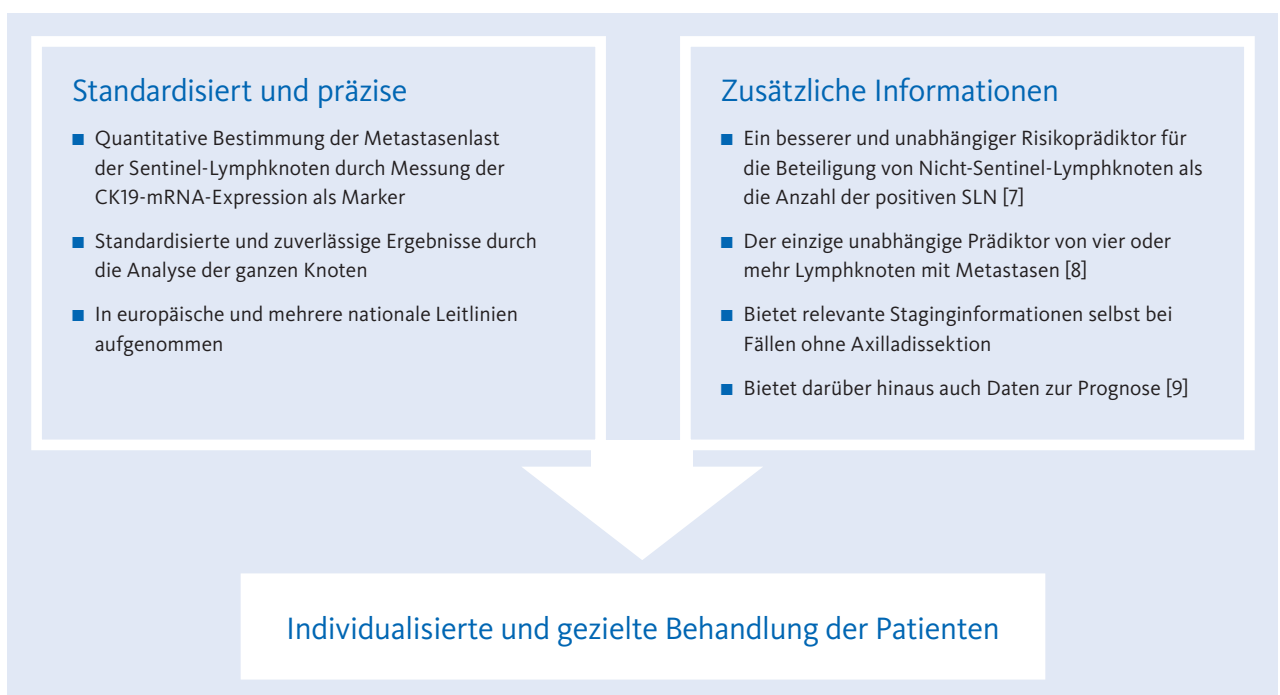 Standardisiert und präzise
■ Quantitative Bestimmung der Metastasenlast
der Sentinel-Lymphknoten durch Messung der
CK19-mRNA-Expression als Marker
■ Standardisierte und zuverlässige Ergebnisse durch
die Analyse der ganzen Knoten
■ In europäische und mehrere nationale Leitlinien
aufgenommen
Zusätzliche Informationen
■ Ein besserer und unabhängiger Risikoprädiktor für
die Beteiligung von Nicht-Sentinel-Lymphknoten als
die Anzahl der positiven SLN [7]
■ Der einzige unabhängige Prädiktor von vier oder
mehr Lymphknoten mit Metastasen [8]
■ Bietet relevante Staginginformationen selbst bei
Fällen ohne Axilladissektion
■ Bietet darüber hinaus auch Daten zur Prognose [9]
Individualisierte und gezielte Behandlung der Patienten